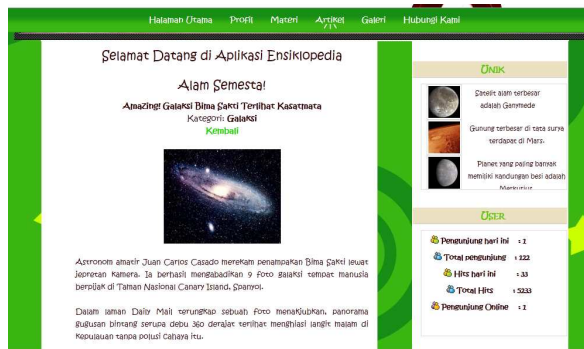 Halaman Utama Profil Materi Artikel Galeri Hubungi Kami
Selamat Datang di Aplikasi Ensiklopedia
Alam Semesta!
Amazing! Galaksi Bima Sakti Terlihat Kasatmata
Kategori: Galaksi
Kembali
Astronom amatir Juan Carlos Casado merekam penampakan Bima Sakti lewat
jepretan kamera. Ia berhasil mengabadikan 9 foto galaksi tempat manusia
berpijak di Taman Nasional Canary Island, Spanyol.
Dalam laman Daily Mail terungkap sebuah foto menakjubkan, panorama
gugusan bintang serupa debu 360 derajat terlihat menghiasi langit malam di
kepulauan tanpa polusi cahaya itu.
Unik
Satelit alam terbesar
adalah Ganymede
Gunung terbesar di tata surya
terdapat di Mars.
Planet yang paling banyak
memiliki kandungan besi adalah
Merkurius
User
Pengunjung hari ini : 1
Total pengunjung : 122
Hits hari ini : 33
Total Hits : 5233
Pengunjung Online : 1